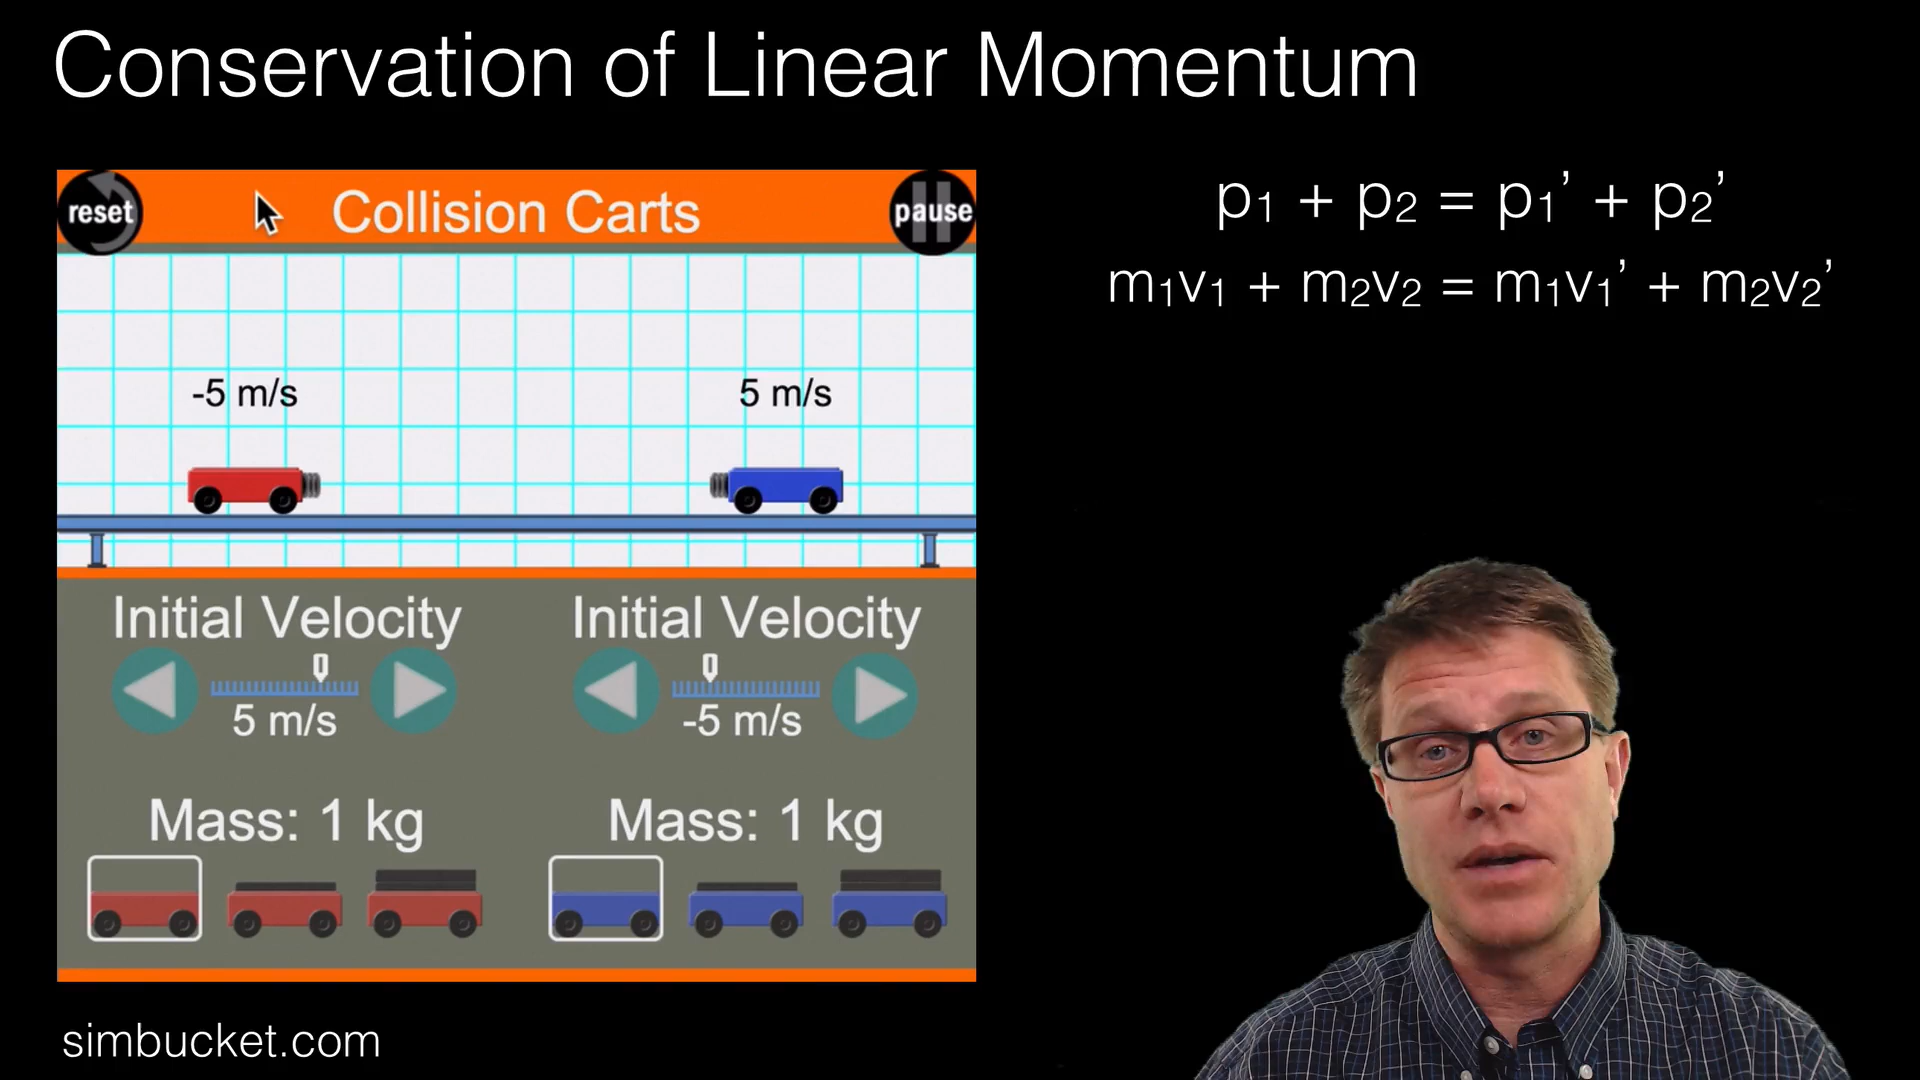 Conservation of Linear Momentum
reset
Collision Carts
pause
-5 m/s
5 m/s
Initial Velocity
5 m/s
Mass: 1 kg
Initial Velocity
-5 m/s
Mass: 1 kg
p₁ + p₂ = p₁’ + p₂’
m₁v₁ + m₂v₂ = m₁v₁’ + m₂v₂’
simbucket.com